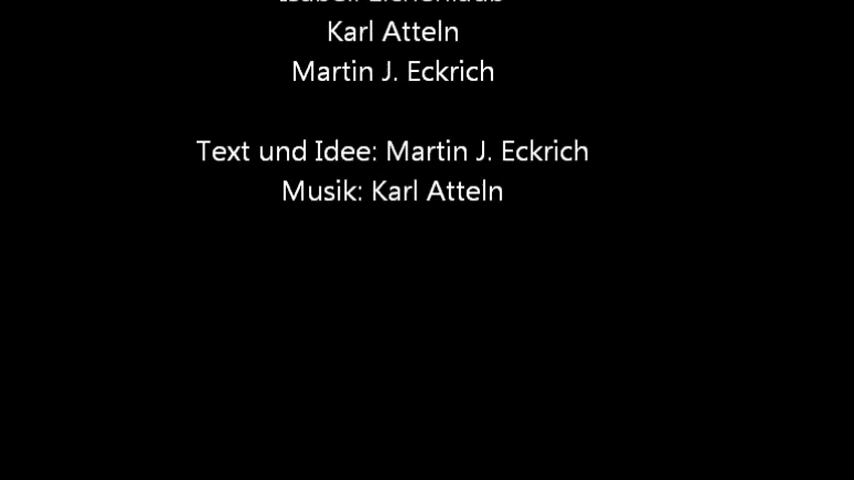 Karl Atteln
Martin J. Eckrich
Text und Idee: Martin J. Eckrich
Musik: Karl Atteln